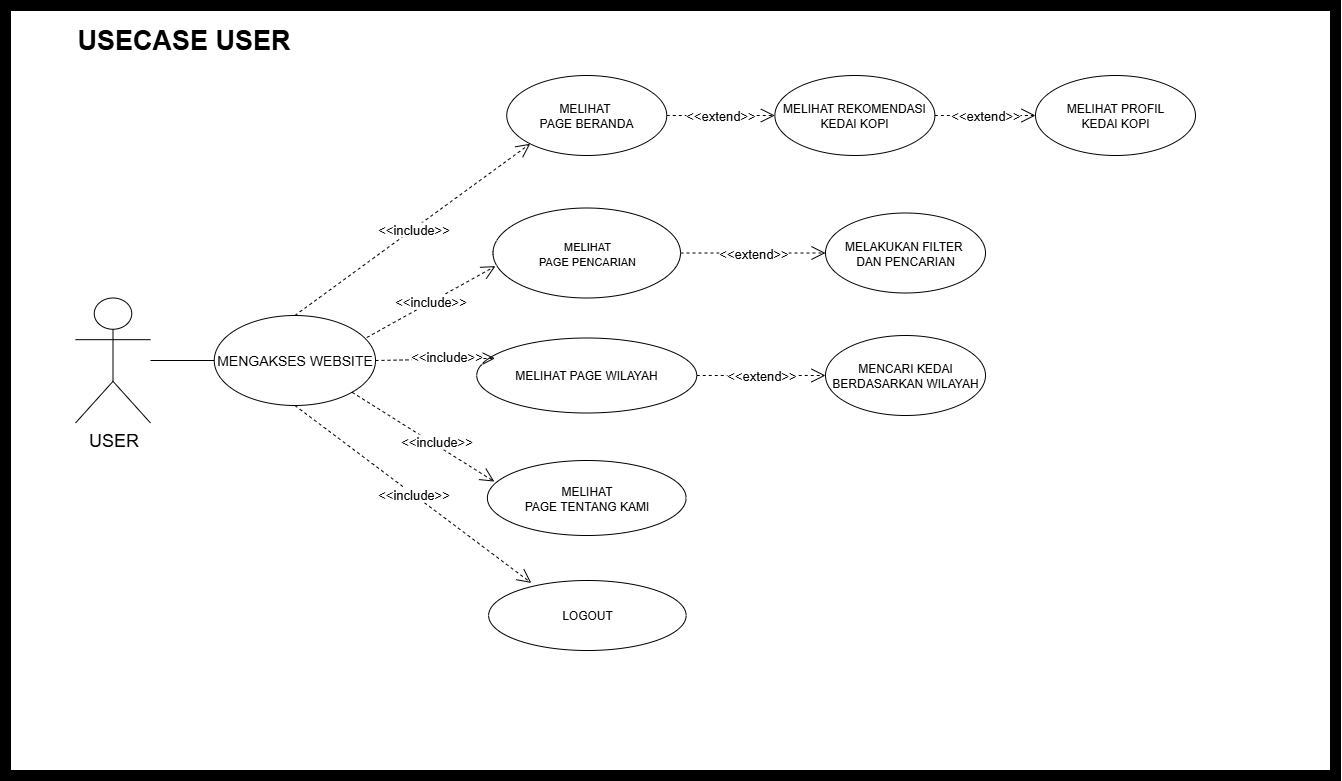 USECASE USER
MELIHAT
PAGE BERANDA
<<extend>>
MELIHAT REKOMENDASI
KEDAI KOPI
<<extend>>
MELIHAT PROFIL
KEDAI KOPI
<<include>>
MELIHAT
PAGE PENCARIAN
<<extend>>
MELAKUKAN FILTER
DAN PENCARIAN
<<include>>
USER
MENGAKSES WEBSITE
<<include>>
MELIHAT PAGE WILAYAH
<<extend>>
MENCARI KEDAI
BERDASARKAN WILAYAH
<<include>>
MELIHAT
PAGE TENTANG KAMI
<<include>>
LOGOUT